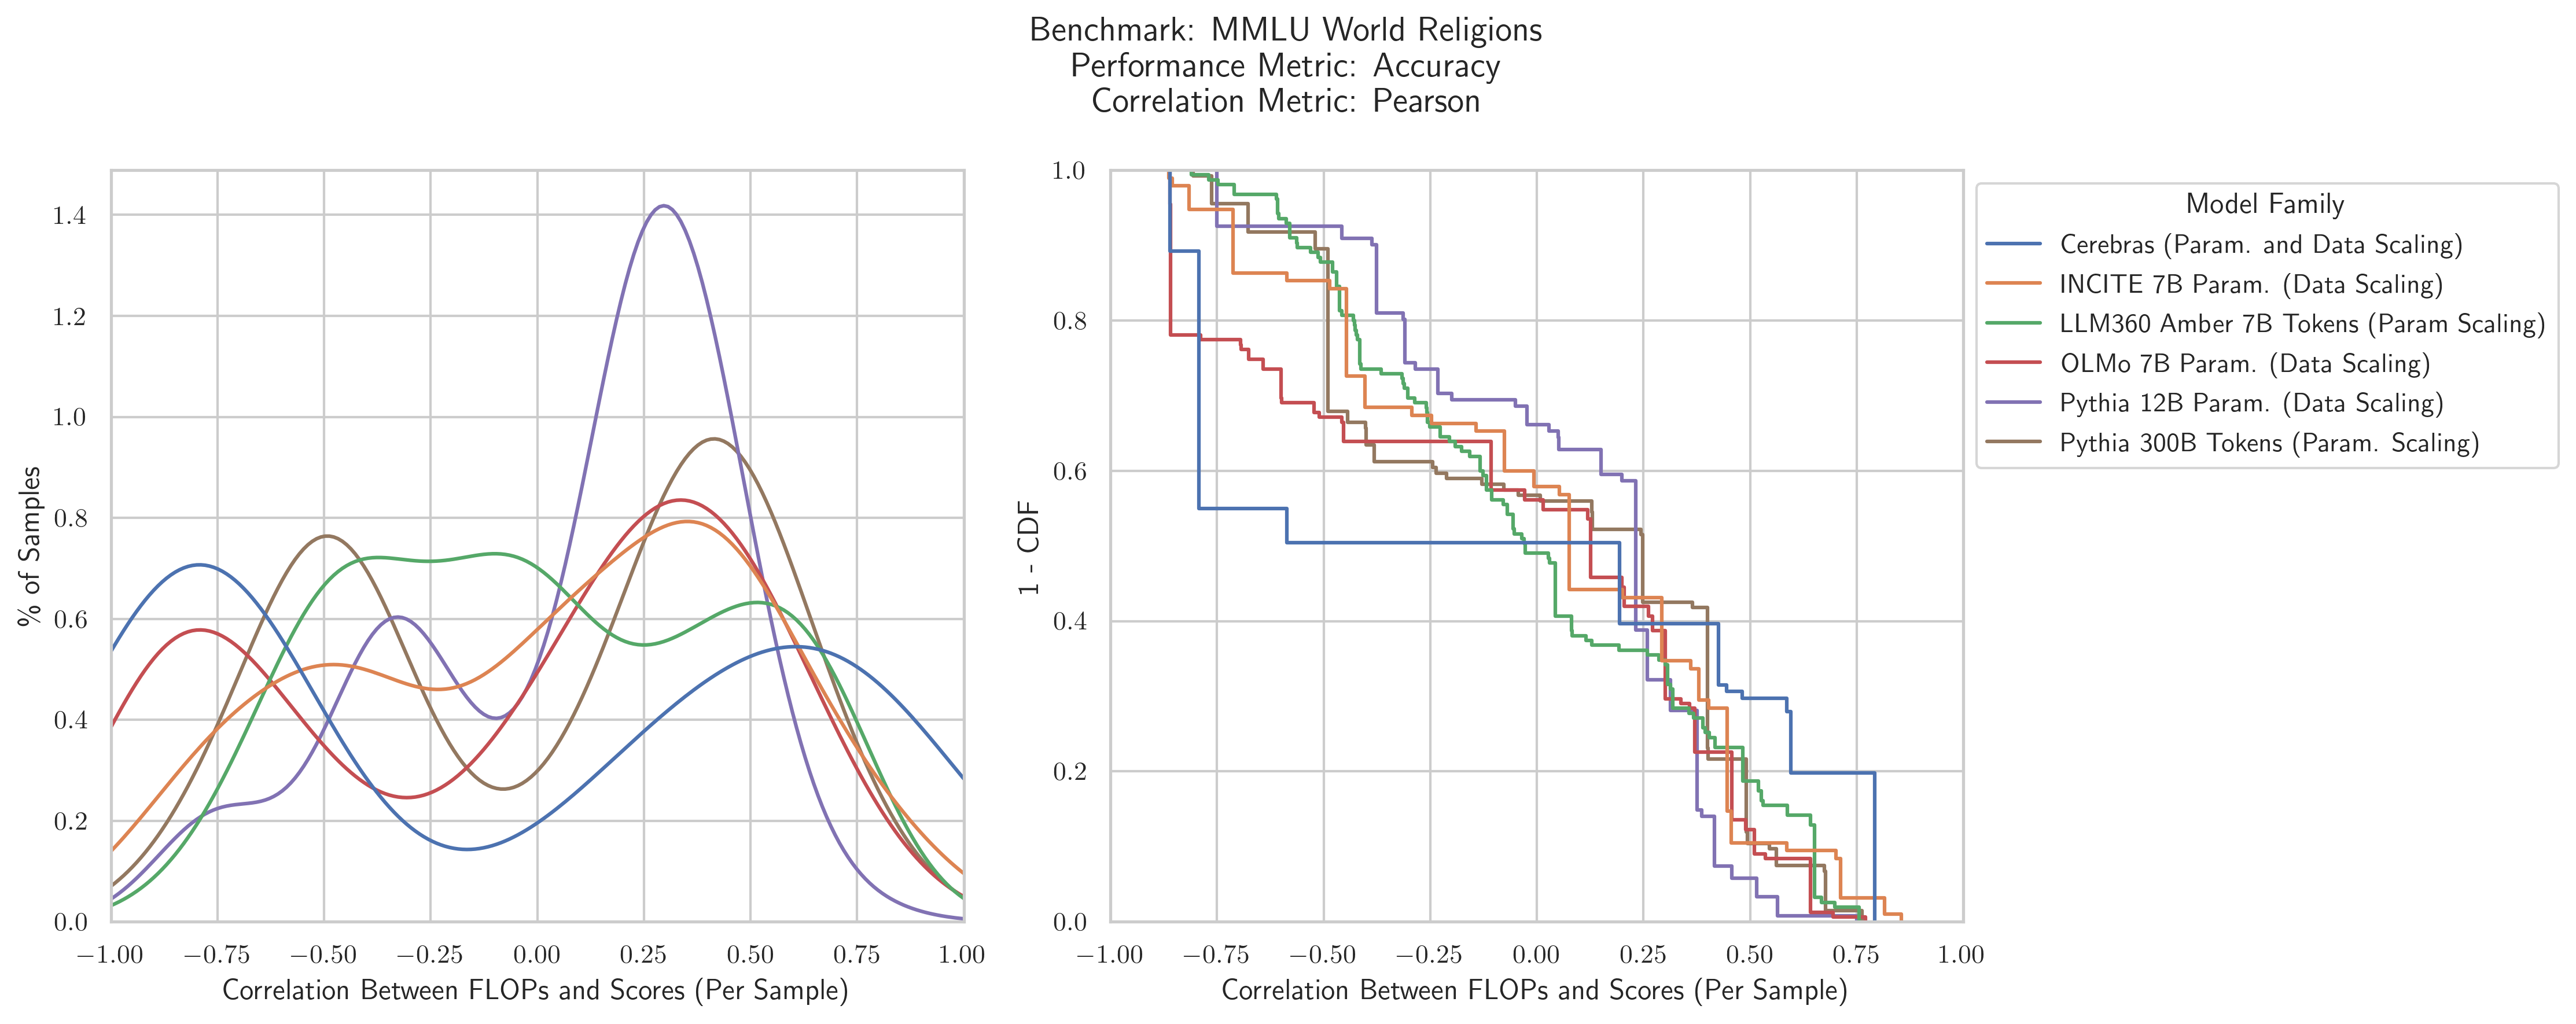 Benchmark: MMLU World Religions
Performance Metric: Accuracy
Correlation Metric: Pearson
% of Samples
1.4
1.2
1.0
0.8
0.6
0.4
0.2
0.0
−1.00 −0.75 −0.50 −0.25 0.00 0.25 0.50 0.75 1.00
Correlation Between FLOPs and Scores (Per Sample)
1 - CDF
1.0
0.8
0.6
0.4
0.2
0.0
−1.00 −0.75 −0.50 −0.25 0.00 0.25 0.50 0.75 1.00
Correlation Between FLOPs and Scores (Per Sample)
Model Family
Cerebras (Param. and Data Scaling)
INCITE 7B Param. (Data Scaling)
LLM360 Amber 7B Tokens (Param Scaling)
OLMo 7B Param. (Data Scaling)
Pythia 12B Param. (Data Scaling)
Pythia 300B Tokens (Param. Scaling)